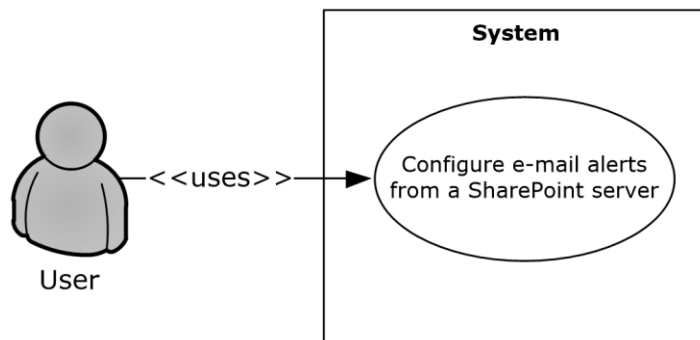 System
<<uses>>
Configure e-mail alerts
from a SharePoint server
User